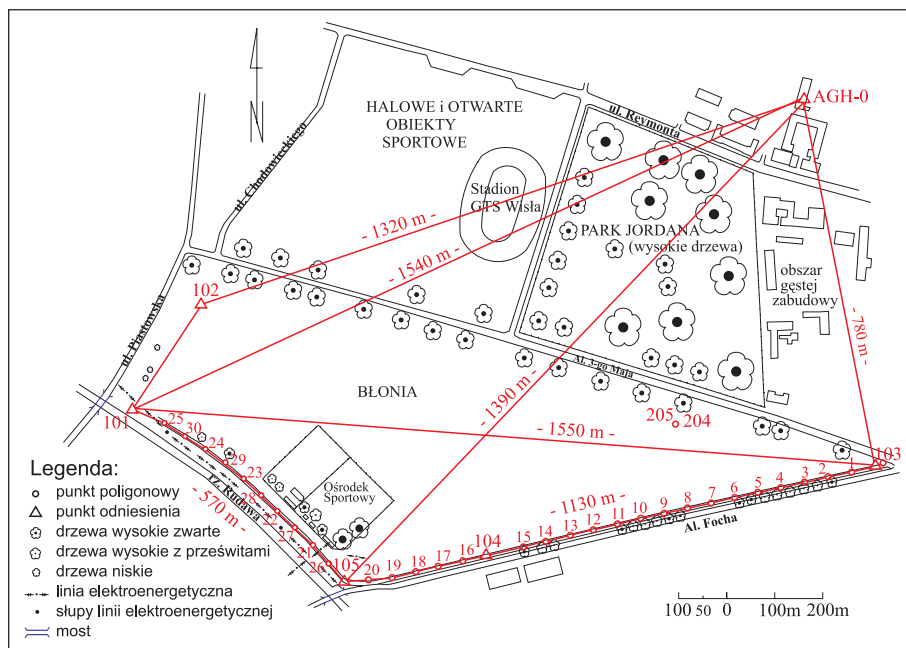 AGH-0
HALOWE i OTWARTE
OBIEKTY
SPORTOWE
ul. Reymonta
ul. Chodowieckiego
N
Stadion
GTS Wisła
PARK JORDANA
(wysokie drzewa)
- 1320 m -
- 1540 m -
obszar
gęstej
zabudowy
102
ul. Piastowska
- 780 m -
Al. 3-go Maja
- 1390 m -
BŁONIA
205
204
101
25
30
24
29
23
28
22
27
21
26
105
- 1550 m -
103
1
2
3
4
5
6
7
8
9
10
11
12
13
14
15
104
16
17
18
19
20
rz. Rudawa
- 570 m -
Ośrodek
Sportowy
- 1130 m -
Al. Focha
Legenda:
punkt poligonowy
punkt odniesienia
drzewa wysokie zwarte
drzewa wysokie z prześwitami
drzewa niskie
linia elektroenergetyczna
słupy linii elektroenergetycznej
most
100 50 0 100m 200m